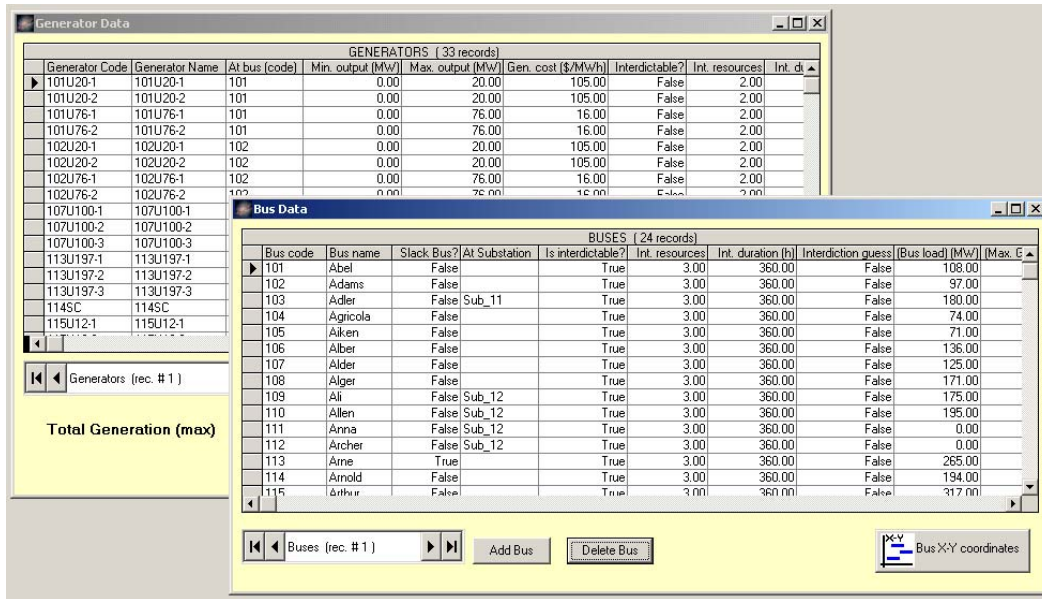 Generator Data
GENERATORS ( 33 records)
Generator Code Generator Name At bus (code) Min. output (MW) Max. output (MW) Gen. cost ($/MWh) Interdictable? Int. resources Int.
101U20-1 101U20-1 101 0.00 20.00 105.00 False 2.00
101U20-2 101U20-2 101 0.00 20.00 105.00 False 2.00
101U76-1 101U76-1 101 0.00 76.00 16.00 False 2.00
101U76-2 101U76-2 101 0.00 76.00 16.00 False 2.00
102U20-1 102U20-1 102 0.00 20.00 105.00 False 2.00
102U20-2 102U20-2 102 0.00 20.00 105.00 False 2.00
102U76-1 102U76-1 102 0.00 76.00 16.00 False 2.00
102U76-2 102U76-2 102 0.00 76.00 16.00 False 2.00
107U100-1 107U100-1
107U100-2 107U100-2
107U100-3 107U100-3
113U197-1 113U197-1
113U197-2 113U197-2
113U197-3 113U197-3
114SC 114SC
115U12-1 115U12-1
Generators (rec. # 1 )
Total Generation (max)
Bus Data
BUSES ( 24 records)
Bus code Bus name Slack Bus? At Substation Is interdictable? Int. resources Int. duration (h) Interdiction guess (Bus load) (MW) (Max.
101 Abel False True 3.00 360.00 False 108.00
102 Adams False True 3.00 360.00 False 97.00
103 Adler False Sub_11 True 3.00 360.00 False 180.00
104 Agricola False True 3.00 360.00 False 74.00
105 Aiken False True 3.00 360.00 False 71.00
106 Alber False True 3.00 360.00 False 136.00
107 Alder False True 3.00 360.00 False 125.00
108 Alger False True 3.00 360.00 False 171.00
109 Ali False Sub_12 True 3.00 360.00 False 175.00
110 Allen False Sub_12 True 3.00 360.00 False 195.00
111 Anna False Sub_12 True 3.00 360.00 False 0.00
112 Archer False Sub_12 True 3.00 360.00 False 0.00
113 Arne True True 3.00 360.00 False 265.00
114 Arnold False True 3.00 360.00 False 194.00
115 Arthur False True 3.00 360.00 False 317.00
Buses (rec. # 1 )
Add Bus
Delete Bus
X-Y
Bus X-Y coordinates